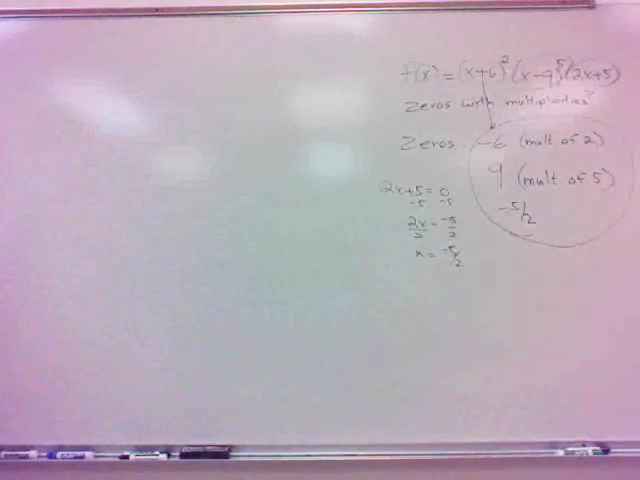 f(x) = (x+6)² (x-9)⁵ (2x+5)
Zeros with multiplicities?
Zeros: -6 (mult of 2)
9 (mult of 5)
-5/2
2x+5=0
-5 -5
2x/2 = -5/2
x = -5/2